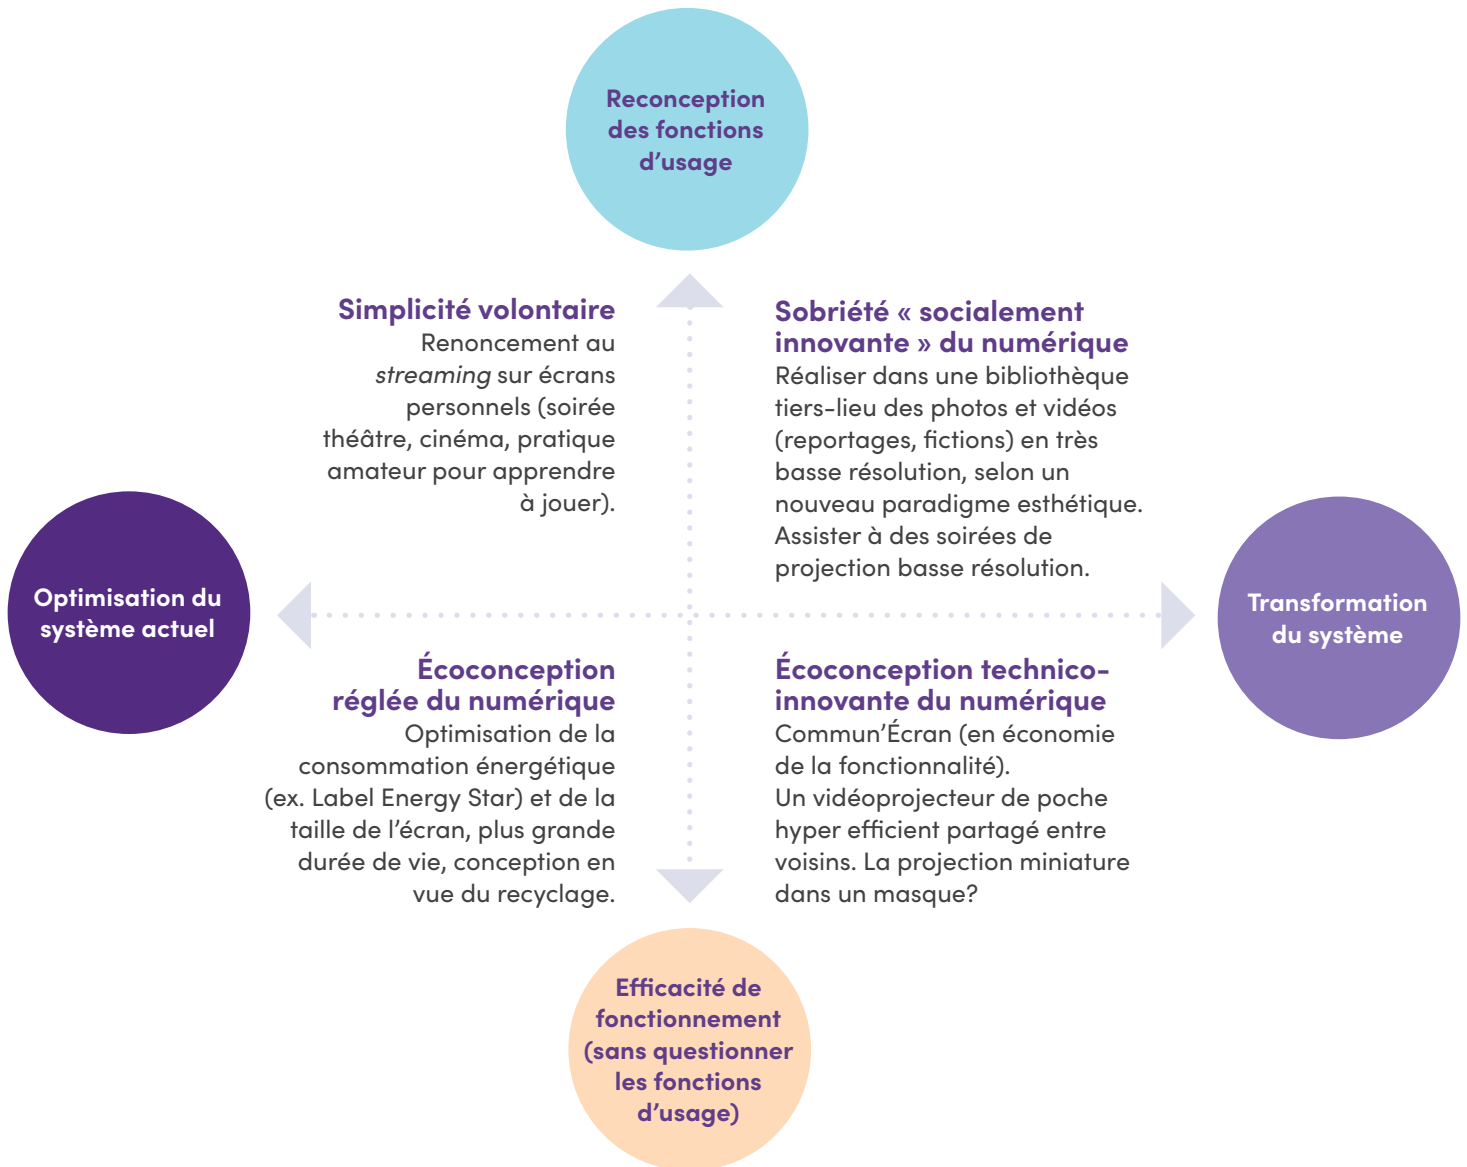 Reconception
des fonctions
d’usage
Simplicité volontaire
Renoncement au
streaming sur écrans
personnels (soirée
théâtre, cinéma, pratique
amateur pour apprendre
à jouer).
Sobriété « socialement
innovante » du numérique
Réaliser dans une bibliothèque
tiers-lieu des photos et vidéos
(reportages, fictions) en très
basse résolution, selon un
nouveau paradigme esthétique.
Assister à des soirées de
projection basse résolution.
Optimisation du
système actuel
Transformation
du système
Écoconception
réglée du numérique
Optimisation de la
consommation énergétique
(ex. Label Energy Star) et de la
taille de l’écran, plus grande
durée de vie, conception en
vue du recyclage.
Écoconception technico-
innovante du numérique
Commun’Écran (en économie
de la fonctionnalité).
Un vidéoprojecteur de poche
hyper efficient partagé entre
voisins. La projection miniature
dans un masque?
Efficacité de
fonctionnement
(sans questionner
les fonctions
d’usage)